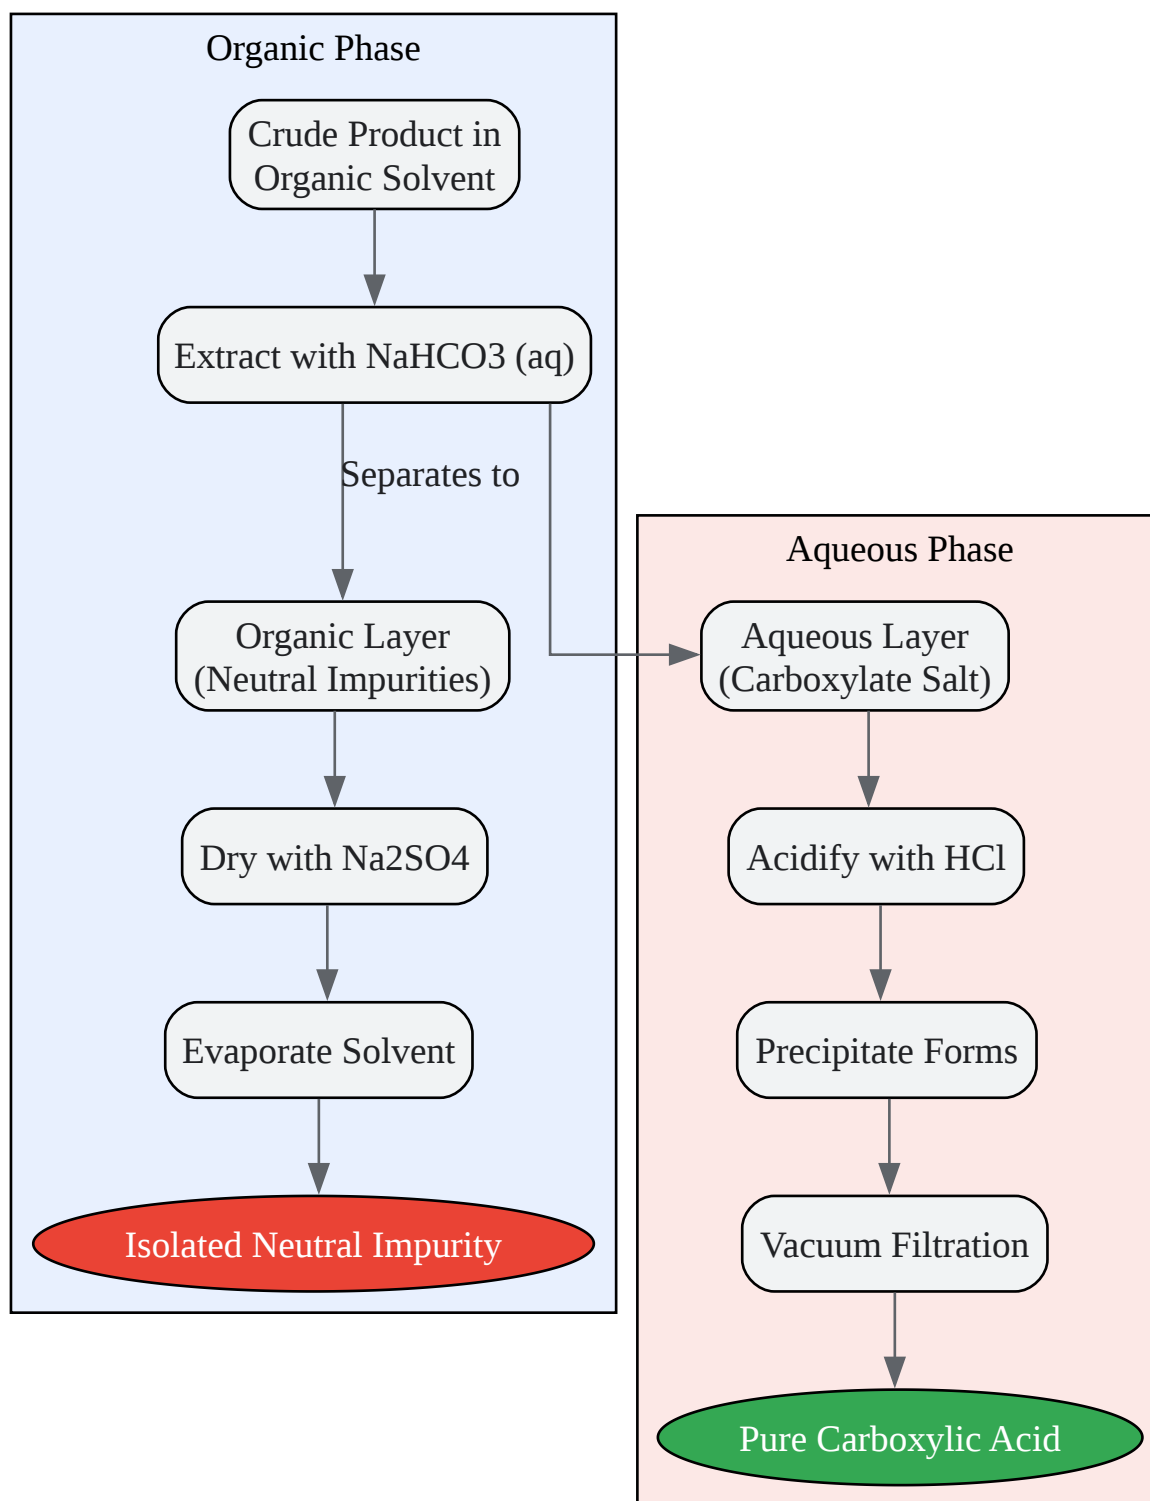 Organic Phase
Crude Product in
Organic Solvent
Extract with NaHCO3 (aq)
Separates to
Organic Layer
(Neutral Impurities)
Dry with Na2SO4
Evaporate Solvent
Isolated Neutral Impurity
Aqueous Phase
Aqueous Layer
(Carboxylate Salt)
Acidify with HCl
Precipitate Forms
Vacuum Filtration
Pure Carboxylic Acid